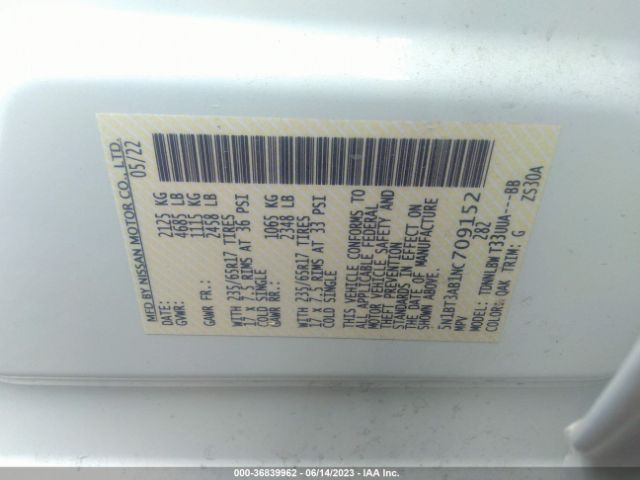 MFD BY NISSAN MOTOR CO., LTD.
DATE: 05/22
GVWR: 2125 KG
4685 LB
GAWR FR.: 1115 KG
2458 LB
WITH 235/65R17 TIRES
17 x 7.5 RIMS AT 36 PSI
COLD SINGLE
GAWR RR.: 1065 KG
2348 LB
WITH 235/65R17 TIRES
17 x 7.5 RIMS AT 33 PSI
COLD SINGLE
THIS VEHICLE CONFORMS TO
ALL APPLICABLE FEDERAL
MOTOR VEHICLE SAFETY AND
THEFT PREVENTION
STANDARDS IN EFFECT ON
THE DATE OF MANUFACTURE
SHOWN ABOVE.
5N1BT3AB1NC709152
MPV 282
MODEL: TDNNLBW T33UUA---BB
COLOR: OAK TRIM: G ZS30A
000-36839962 - 06/14/2023 - IAA Inc.